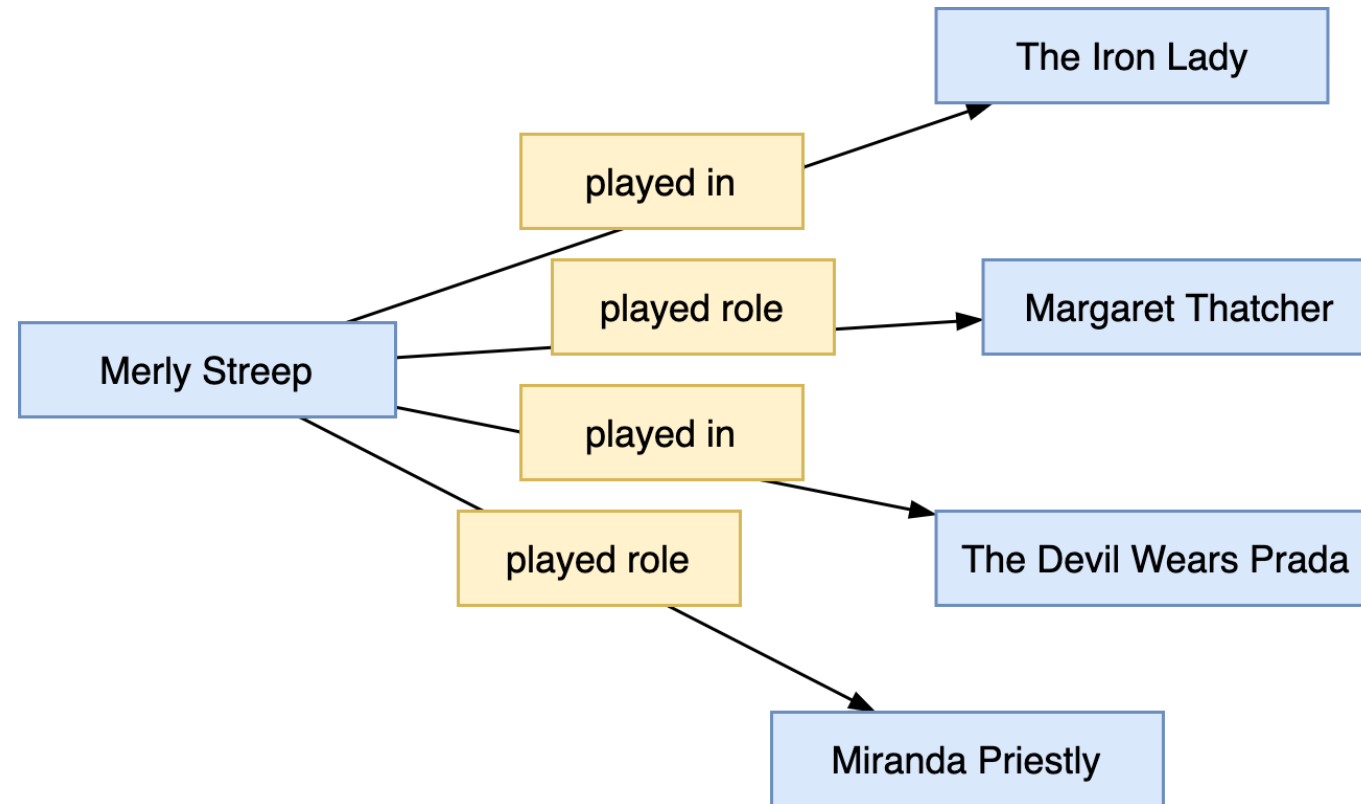 The Iron Lady
played in
played role
Margaret Thatcher
Merly Streep
played in
played role
The Devil Wears Prada
Miranda Priestly